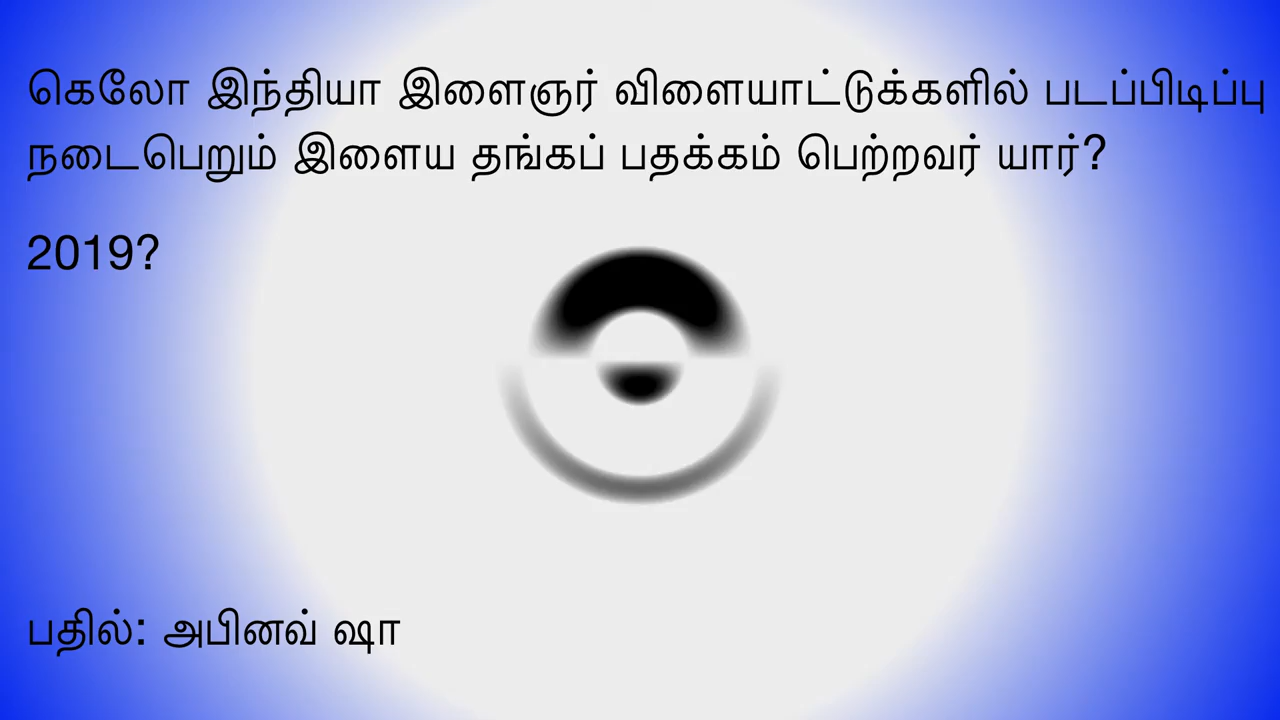 கெலோ இந்தியா இளைஞர் விளையாட்டுக்களில் படப்பிடிப்பு
நடைபெறும் இளைய தங்கப் பதக்கம் பெற்றவர் யார்?
2019?
பதில்: அபினவ் ஷா